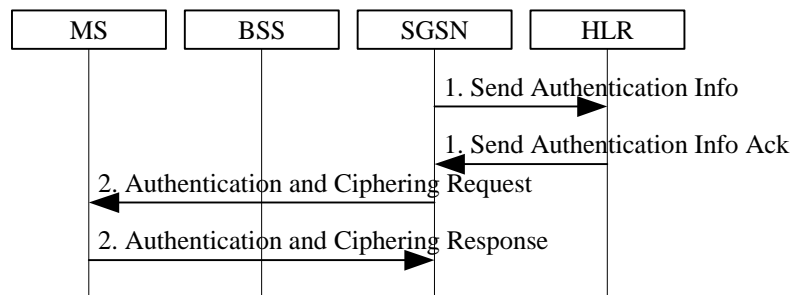 MS BSS SGSN HLR
1. Send Authentication Info
1. Send Authentication Info Ack
2. Authentication and Ciphering Request
2. Authentication and Ciphering Response